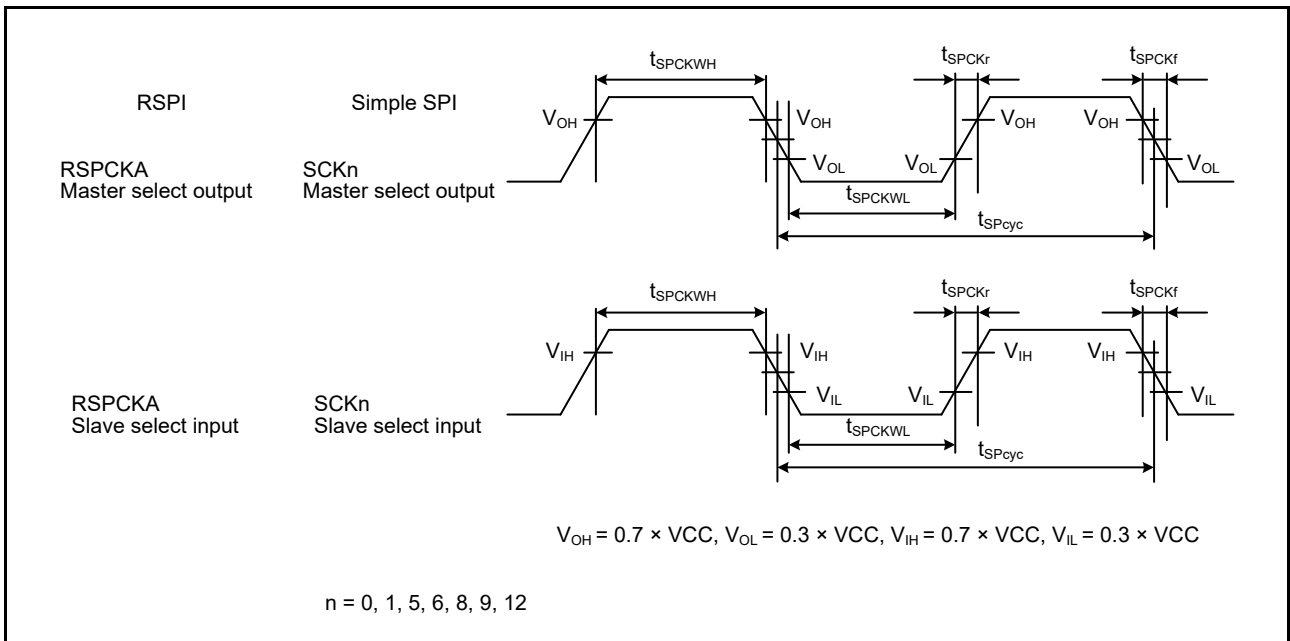 RSPI Simple SPI
tSPCKWH tSPCKr tSPCKf
VOH VOH VOH VOH
RSPCKA SCKn
Master select output Master select output
VOL VOL VOL
tSPCKWL
tSPcyc
tSPCKWH tSPCKr tSPCKf
VIH VIH VIH VIH
RSPCKA SCKn
Slave select input Slave select input
VIL VIL VIL
tSPCKWL
tSPcyc
VOH = 0.7 × VCC, VOL = 0.3 × VCC, VIH = 0.7 × VCC, VIL = 0.3 × VCC
n = 0, 1, 5, 6, 8, 9, 12